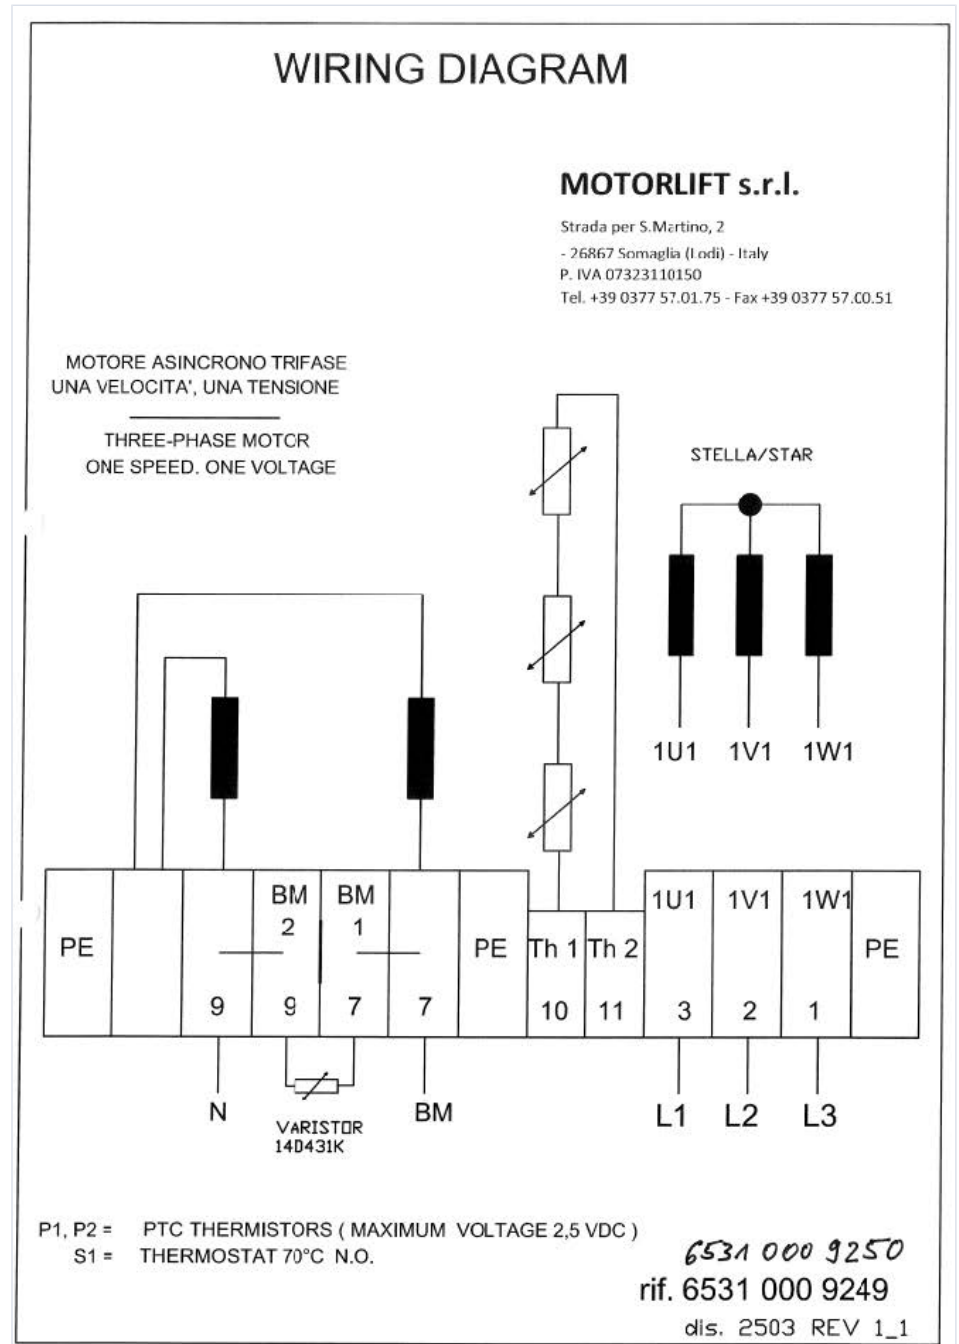 WIRING DIAGRAM
MOTORLIFT s.r.l.
Strada per S.Martino, 2
- 26867 Somaglia (Lodi) - Italy
P. IVA 07323110150
Tel. +39 0377 57.01.75 - Fax +39 0377 57.00.51
MOTORE ASINCRONO TRIFASE
UNA VELOCITA', UNA TENSIONE
THREE-PHASE MOTOR
ONE SPEED. ONE VOLTAGE
STELLA/STAR
1U1 1V1 1W1
BM BM 1U1 1V1 1W1
2 1
PE PE Th 1 Th 2 PE
9 9 7 7 10 11 3 2 1
N BM L1 L2 L3
VARISTOR
14D431K
P1, P2 = PTC THERMISTORS ( MAXIMUM VOLTAGE 2,5 VDC )
S1 = THERMOSTAT 70°C N.O.
6531 000 9250
rif. 6531 000 9249
dis. 2503 REV 1_1